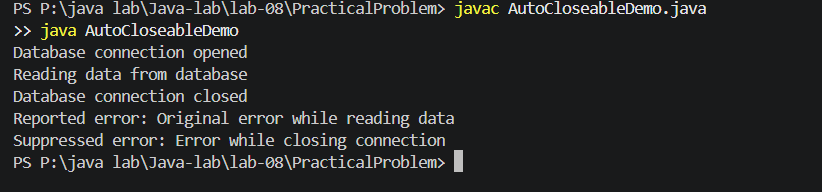 PS P:\java lab\Java-lab\lab-08\PracticalProblem> javac AutoCloseableDemo.java
>> java AutoCloseableDemo
Database connection opened
Reading data from database
Database connection closed
Reported error: Original error while reading data
Suppressed error: Error while closing connection
PS P:\java lab\Java-lab\lab-08\PracticalProblem>